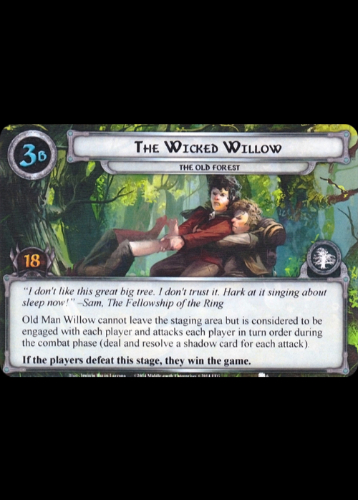 3B
THE WICKED WILLOW
THE OLD FOREST
18
"I don't like this great big tree. I don't trust it. Hark at it singing about
sleep now!" –Sam, The Fellowship of the Ring
Old Man Willow cannot leave the staging area but is considered to be
engaged with each player and attacks each player in turn order during
the combat phase (deal and resolve a shadow card for each attack)
If the players defeat this stage, they win the game.